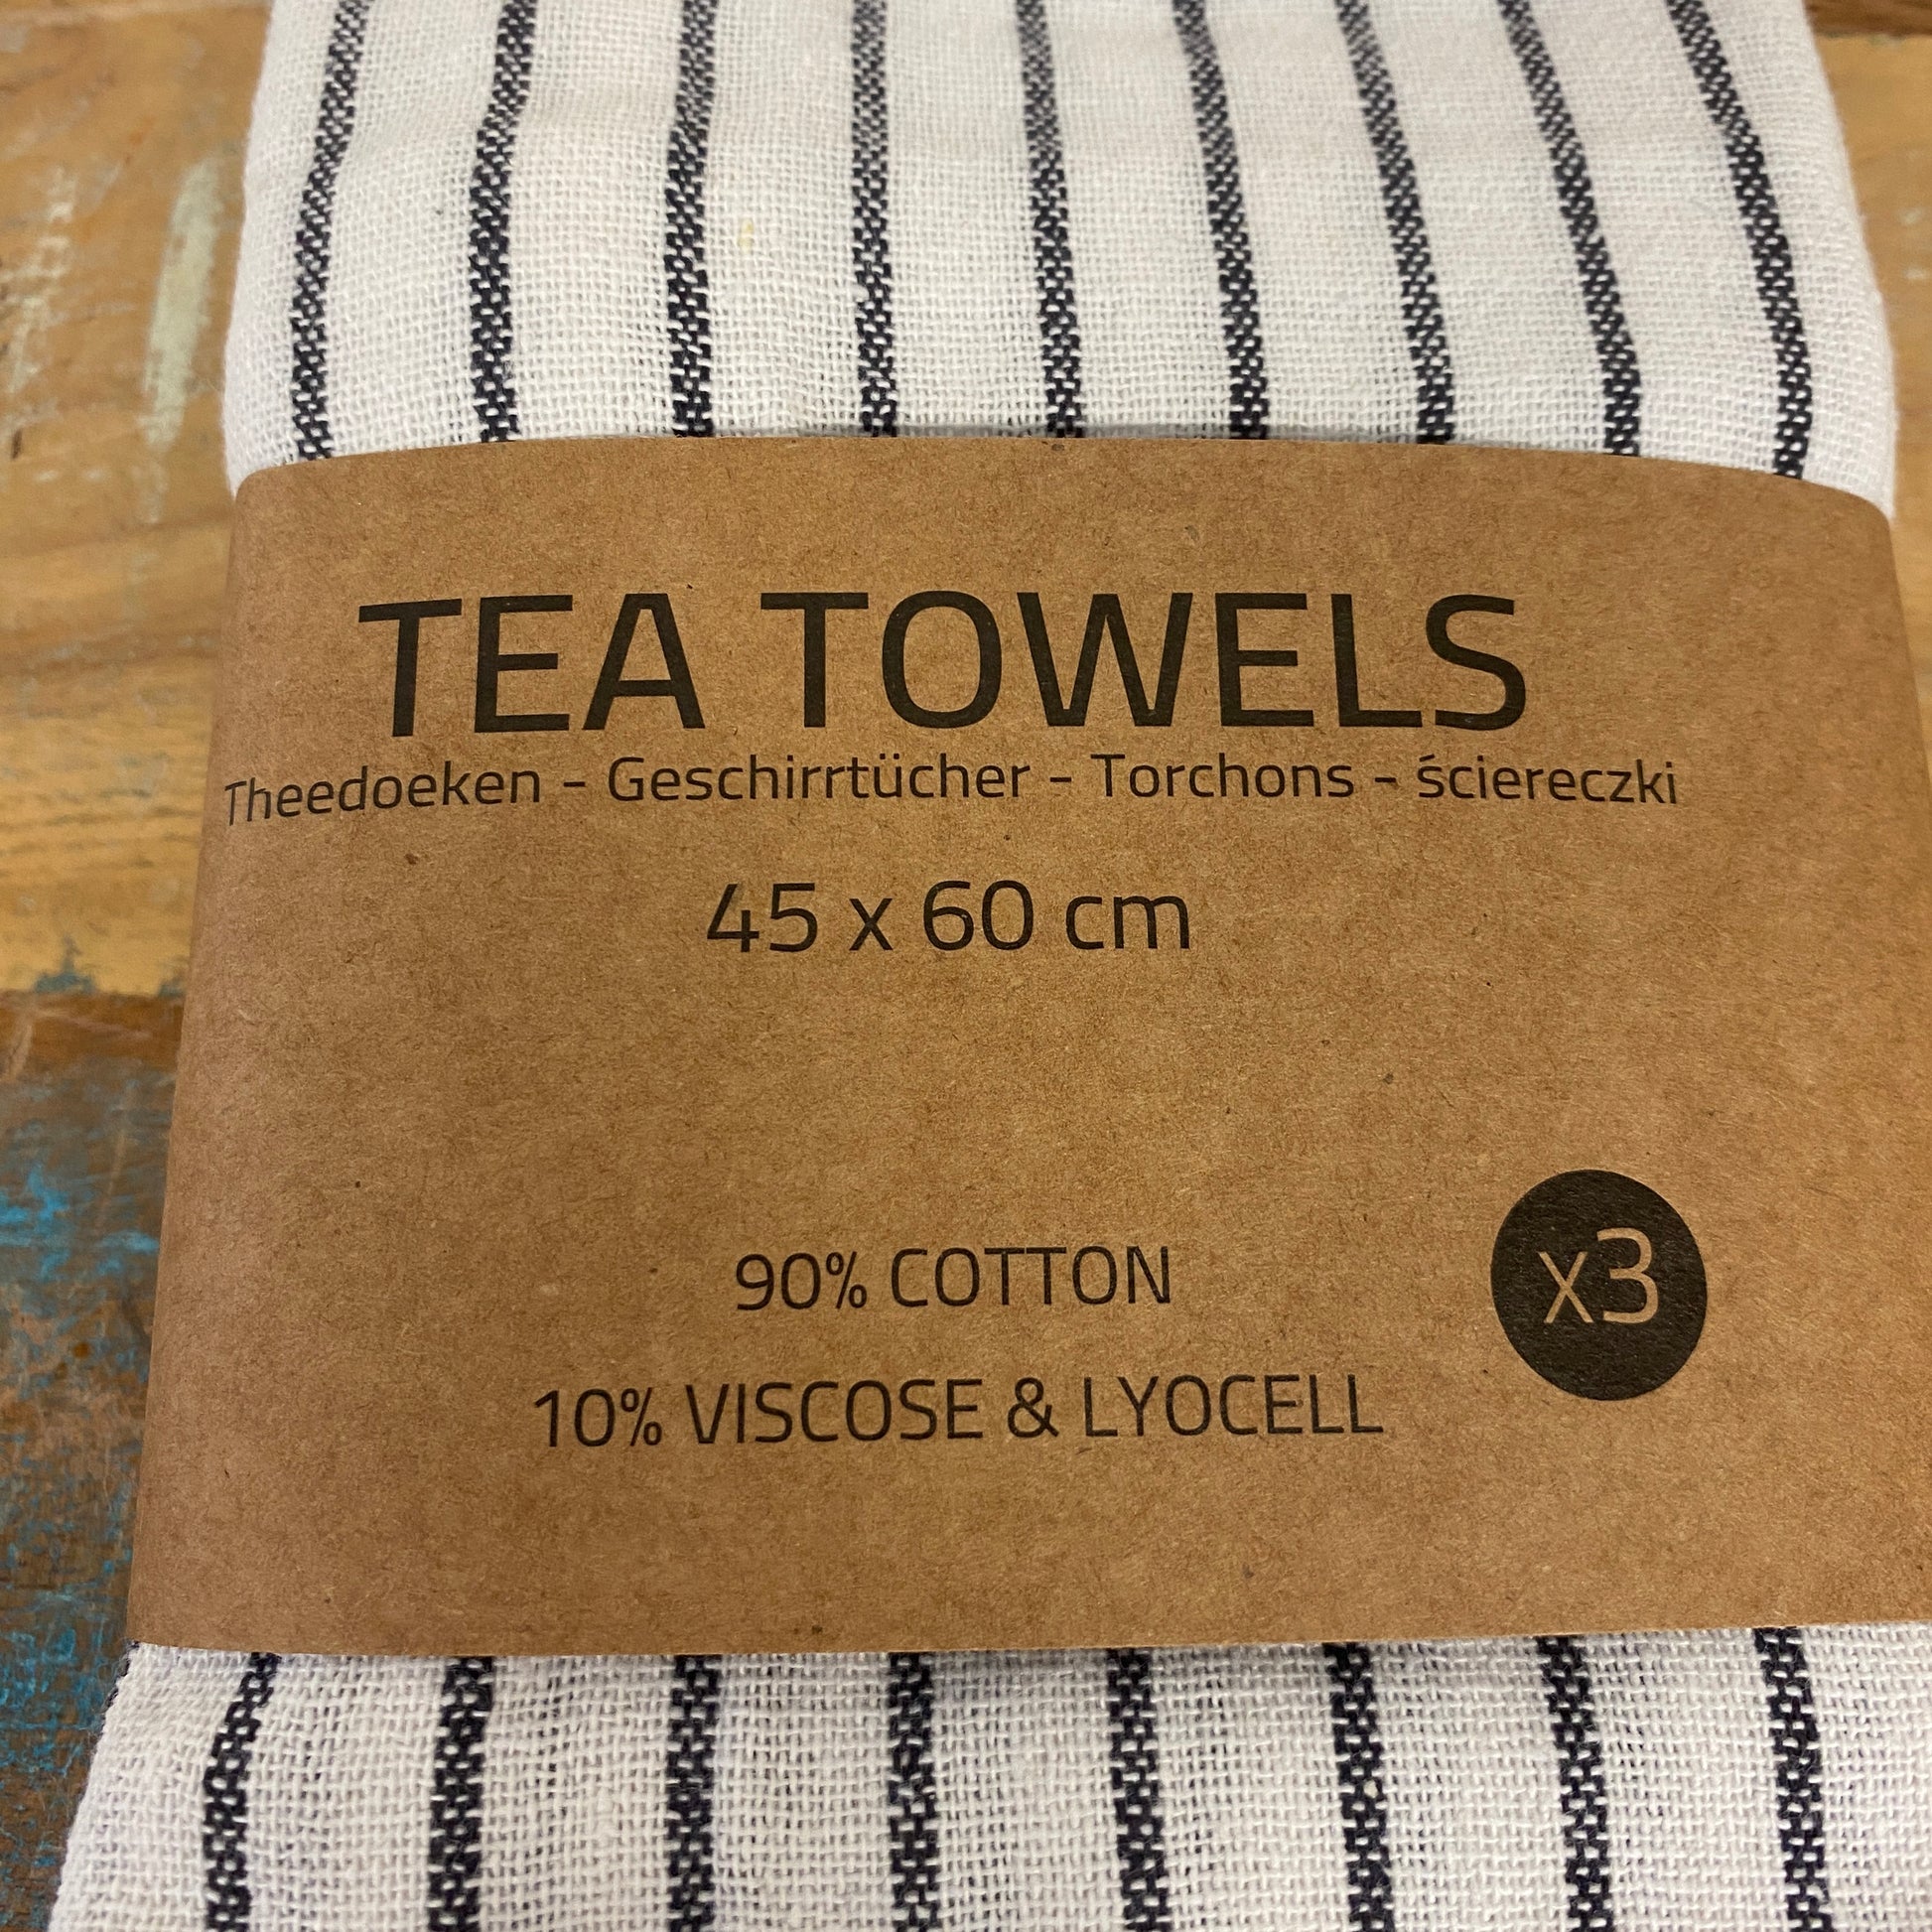 TEA TOWELS
Theedoeken - Geschirrtücher - Torchons - ściereczki
45 x 60 cm
90% COTTON
x3
10% VISCOSE & LYOCELL